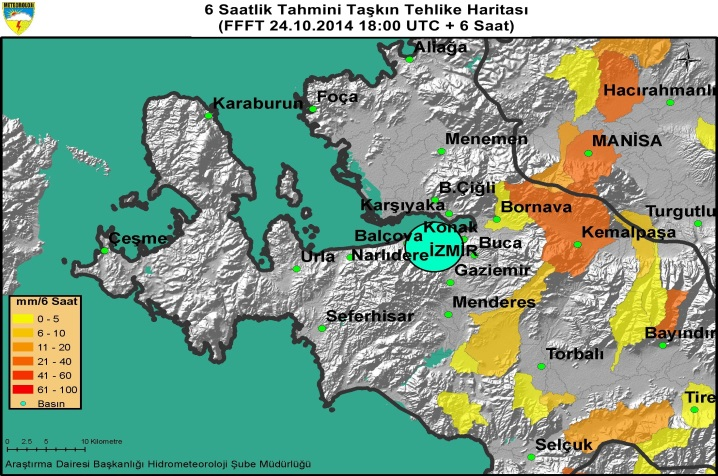 METEOROLOJİ
6 Saatlik Tahmini Taşkın Tehlike Haritası
(FFFT 24.10.2014 18:00 UTC + 6 Saat)
Aliağa
Hacırahmanlı
Karaburun
Foça
Menemen
MANİSA
B.Çiğli
Karşıyaka
Bornava
Turgutlu
Konak
Balçova
İZMİR
Buca
Kemalpaşa
Çeşme
Urla
Narlıdere
Gaziemir
Seferhisar
Menderes
Bayındır
Torbalı
Tire
Selçuk
mm/6 Saat
0 - 5
6 - 10
11 - 20
21 - 40
41 - 60
61 - 100
Basın
0 2.5 5 10 Kilometre
Araştırma Dairesi Başkanlığı Hidrometeoroloji Şube Müdürlüğü